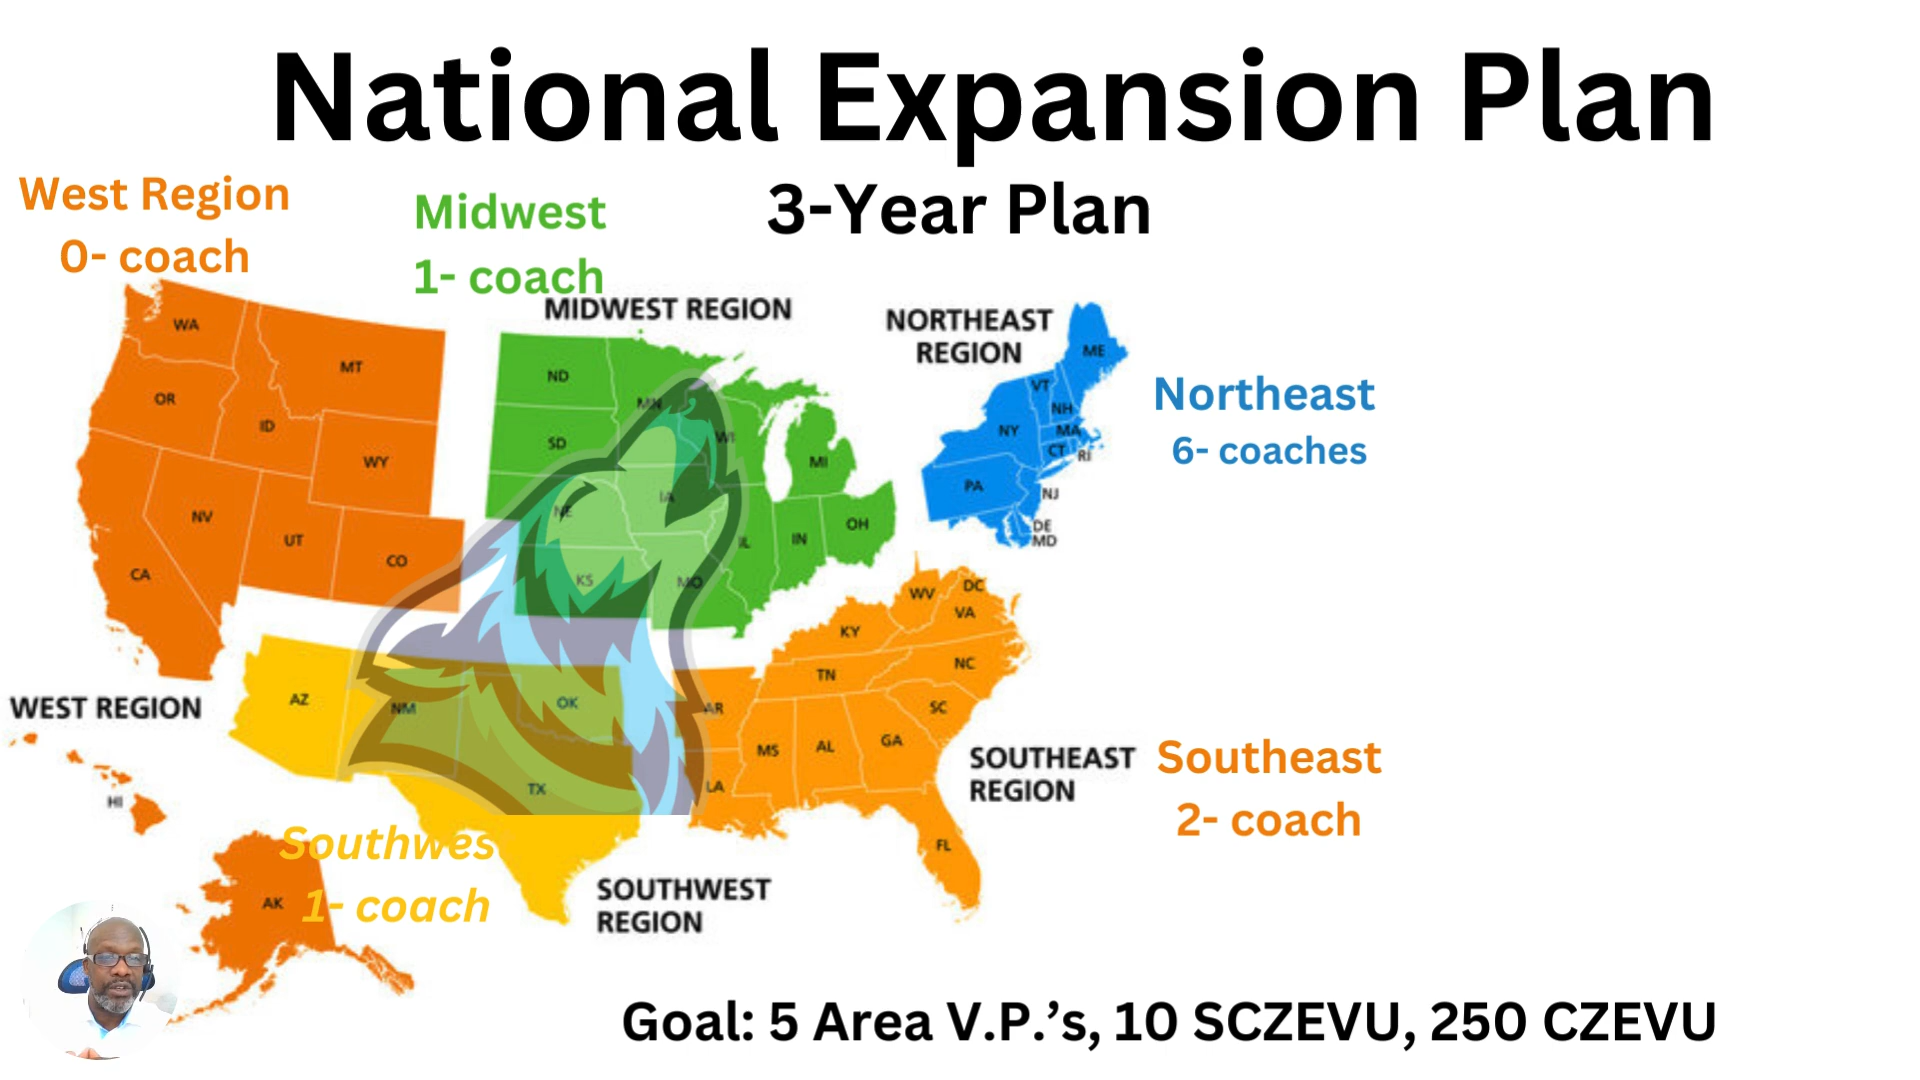 National Expansion Plan
3-Year Plan
West Region
0- coach
Midwest
1- coach
MIDWEST REGION
NORTHEAST
REGION
Northeast
6- coaches
WA
MT
OR
ID
WY
NV
UT
CO
CA
ND
MN
SD
WI
MI
NE
IA
IL
IN
OH
KS
MO
ME
VT
NH
NY
MA
CT
RI
PA
NJ
DE
MD
WV
DC
VA
KY
NC
TN
SC
AR
MS
AL
GA
LA
FL
AZ
NM
OK
TX
WEST REGION
HI
AK
SOUTHEAST
REGION
Southeast
2- coach
Southwes
1- coach
SOUTHWEST
REGION
Goal: 5 Area V.P.’s, 10 SCZEVU, 250 CZEVU